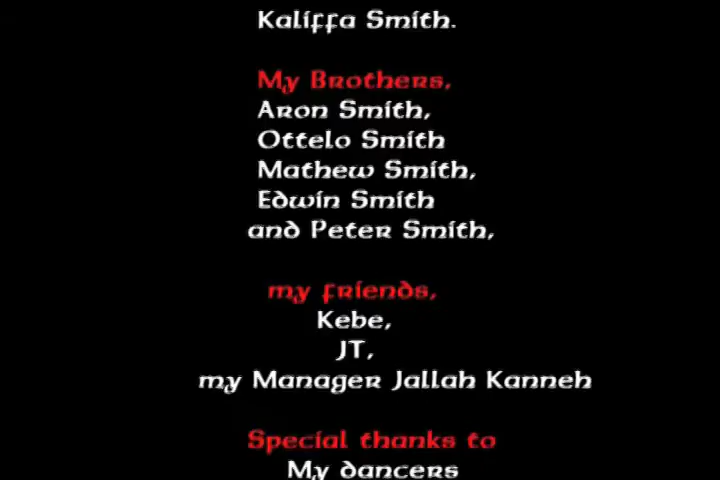 Kaliffa Smith.
My Brothers,
Aron Smith,
Ottelo Smith
Mathew Smith,
Edwin Smith
and Peter Smith,
my friends,
Kebe,
JT,
my Manager Jallah Kanneh
Special thanks to
My dancers